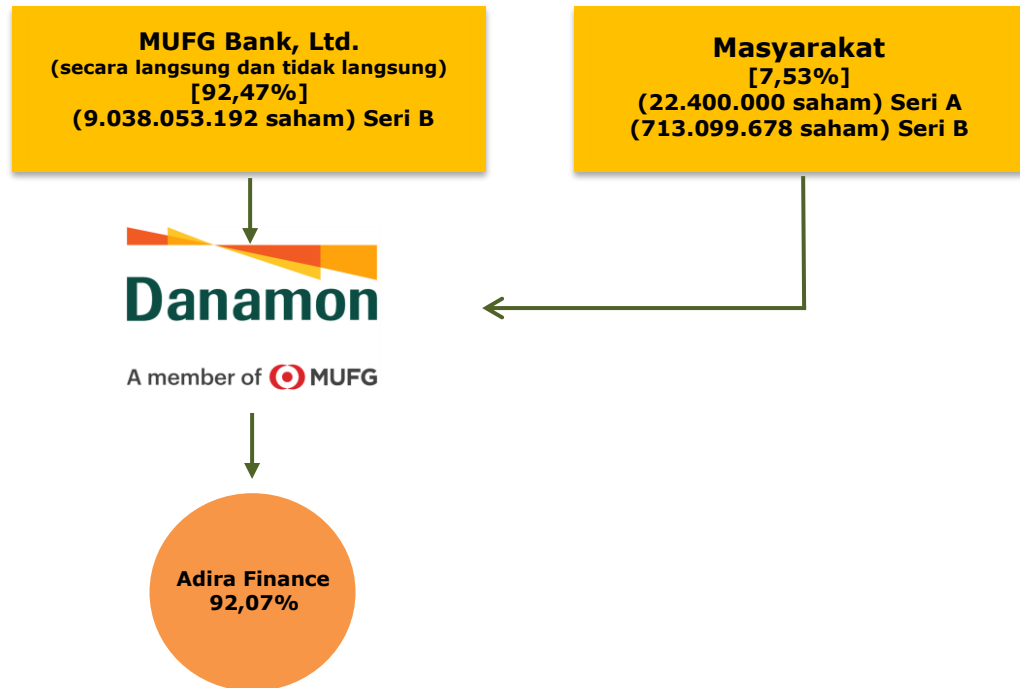 MUFG Bank, Ltd.
(secara langsung dan tidak langsung)
[92,47%]
(9.038.053.192 saham) Seri B
Masyarakat
[7,53%]
(22.400.000 saham) Seri A
(713.099.678 saham) Seri B
Danamon
A member of MUFG
Adira Finance
92,07%